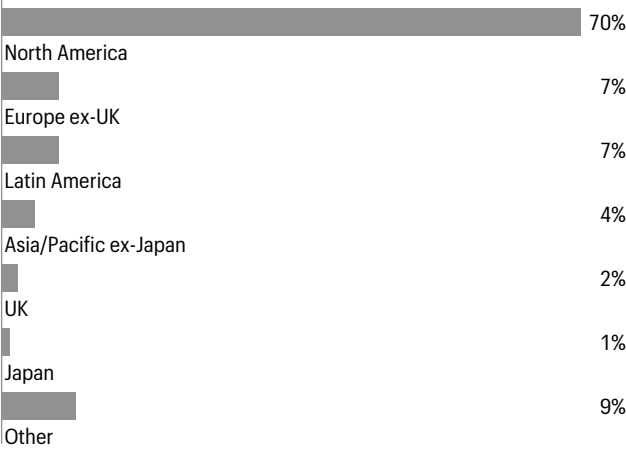 70%
North America
7%
Europe ex-UK
7%
Latin America
4%
Asia/Pacific ex-Japan
2%
UK
1%
Japan
9%
Other